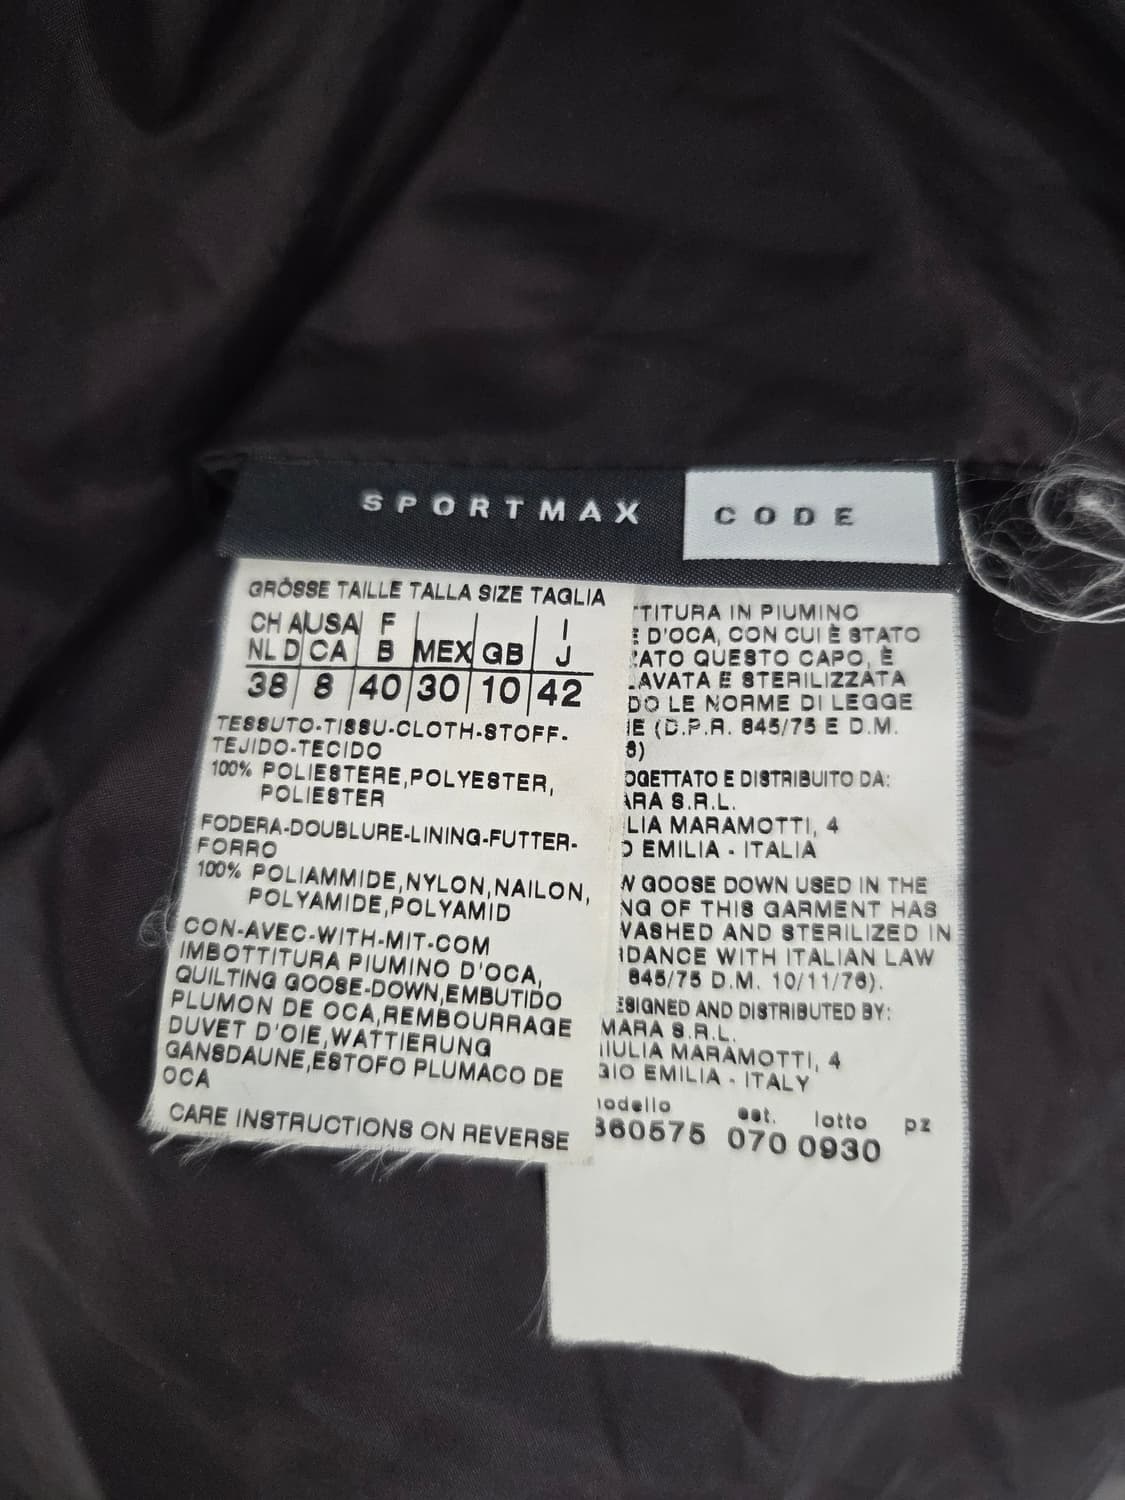 SPORTMAX CODE
GRÖSSE TAILLE TALLA SIZE TAGLIA
CH A USA F I
NL D CA B MEX GB J
38 8 40 30 10 42
TESSUTO-TISSU-CLOTH-STOFF-
TEJIDO-TECIDO
100% POLIESTERE,POLYESTER,
POLIESTER
FODERA-DOUBLURE-LINING-FUTTER-
FORRO
100% POLIAMMIDE,NYLON,NAILON,
POLYAMIDE,POLYAMID
CON-AVEC-WITH-MIT-COM
IMBOTTITURA PIUMINO D'OCA,
QUILTING GOOSE-DOWN,EMBUTIDO
PLUMON DE OCA,REMBOURRAGE
DUVET D'OIE,WATTIERUNG
GANSDAUNE,ESTOFO PLUMACO DE
OCA
CARE INSTRUCTIONS ON REVERSE
TITURA IN PIUMINO
D'OCA, CON CUI È STATO
ATO QUESTO CAPO, È
LAVATA E STERILIZZATA
DO LE NORME DI LEGGE
IE (D.P.R. 845/75 E D.M.
6)
OGETTATO E DISTRIBUITO DA:
ARA S.R.L.
LIA MARAMOTTI, 4
O EMILIA - ITALIA
W GOOSE DOWN USED IN THE
NG OF THIS GARMENT HAS
WASHED AND STERILIZED IN
RDANCE WITH ITALIAN LAW
845/75 D.M. 10/11/76).
ESIGNED AND DISTRIBUTED BY:
MARA S.R.L.
IULIA MARAMOTTI, 4
GIO EMILIA - ITALY
modello est. lotto pz
360575 070 0930